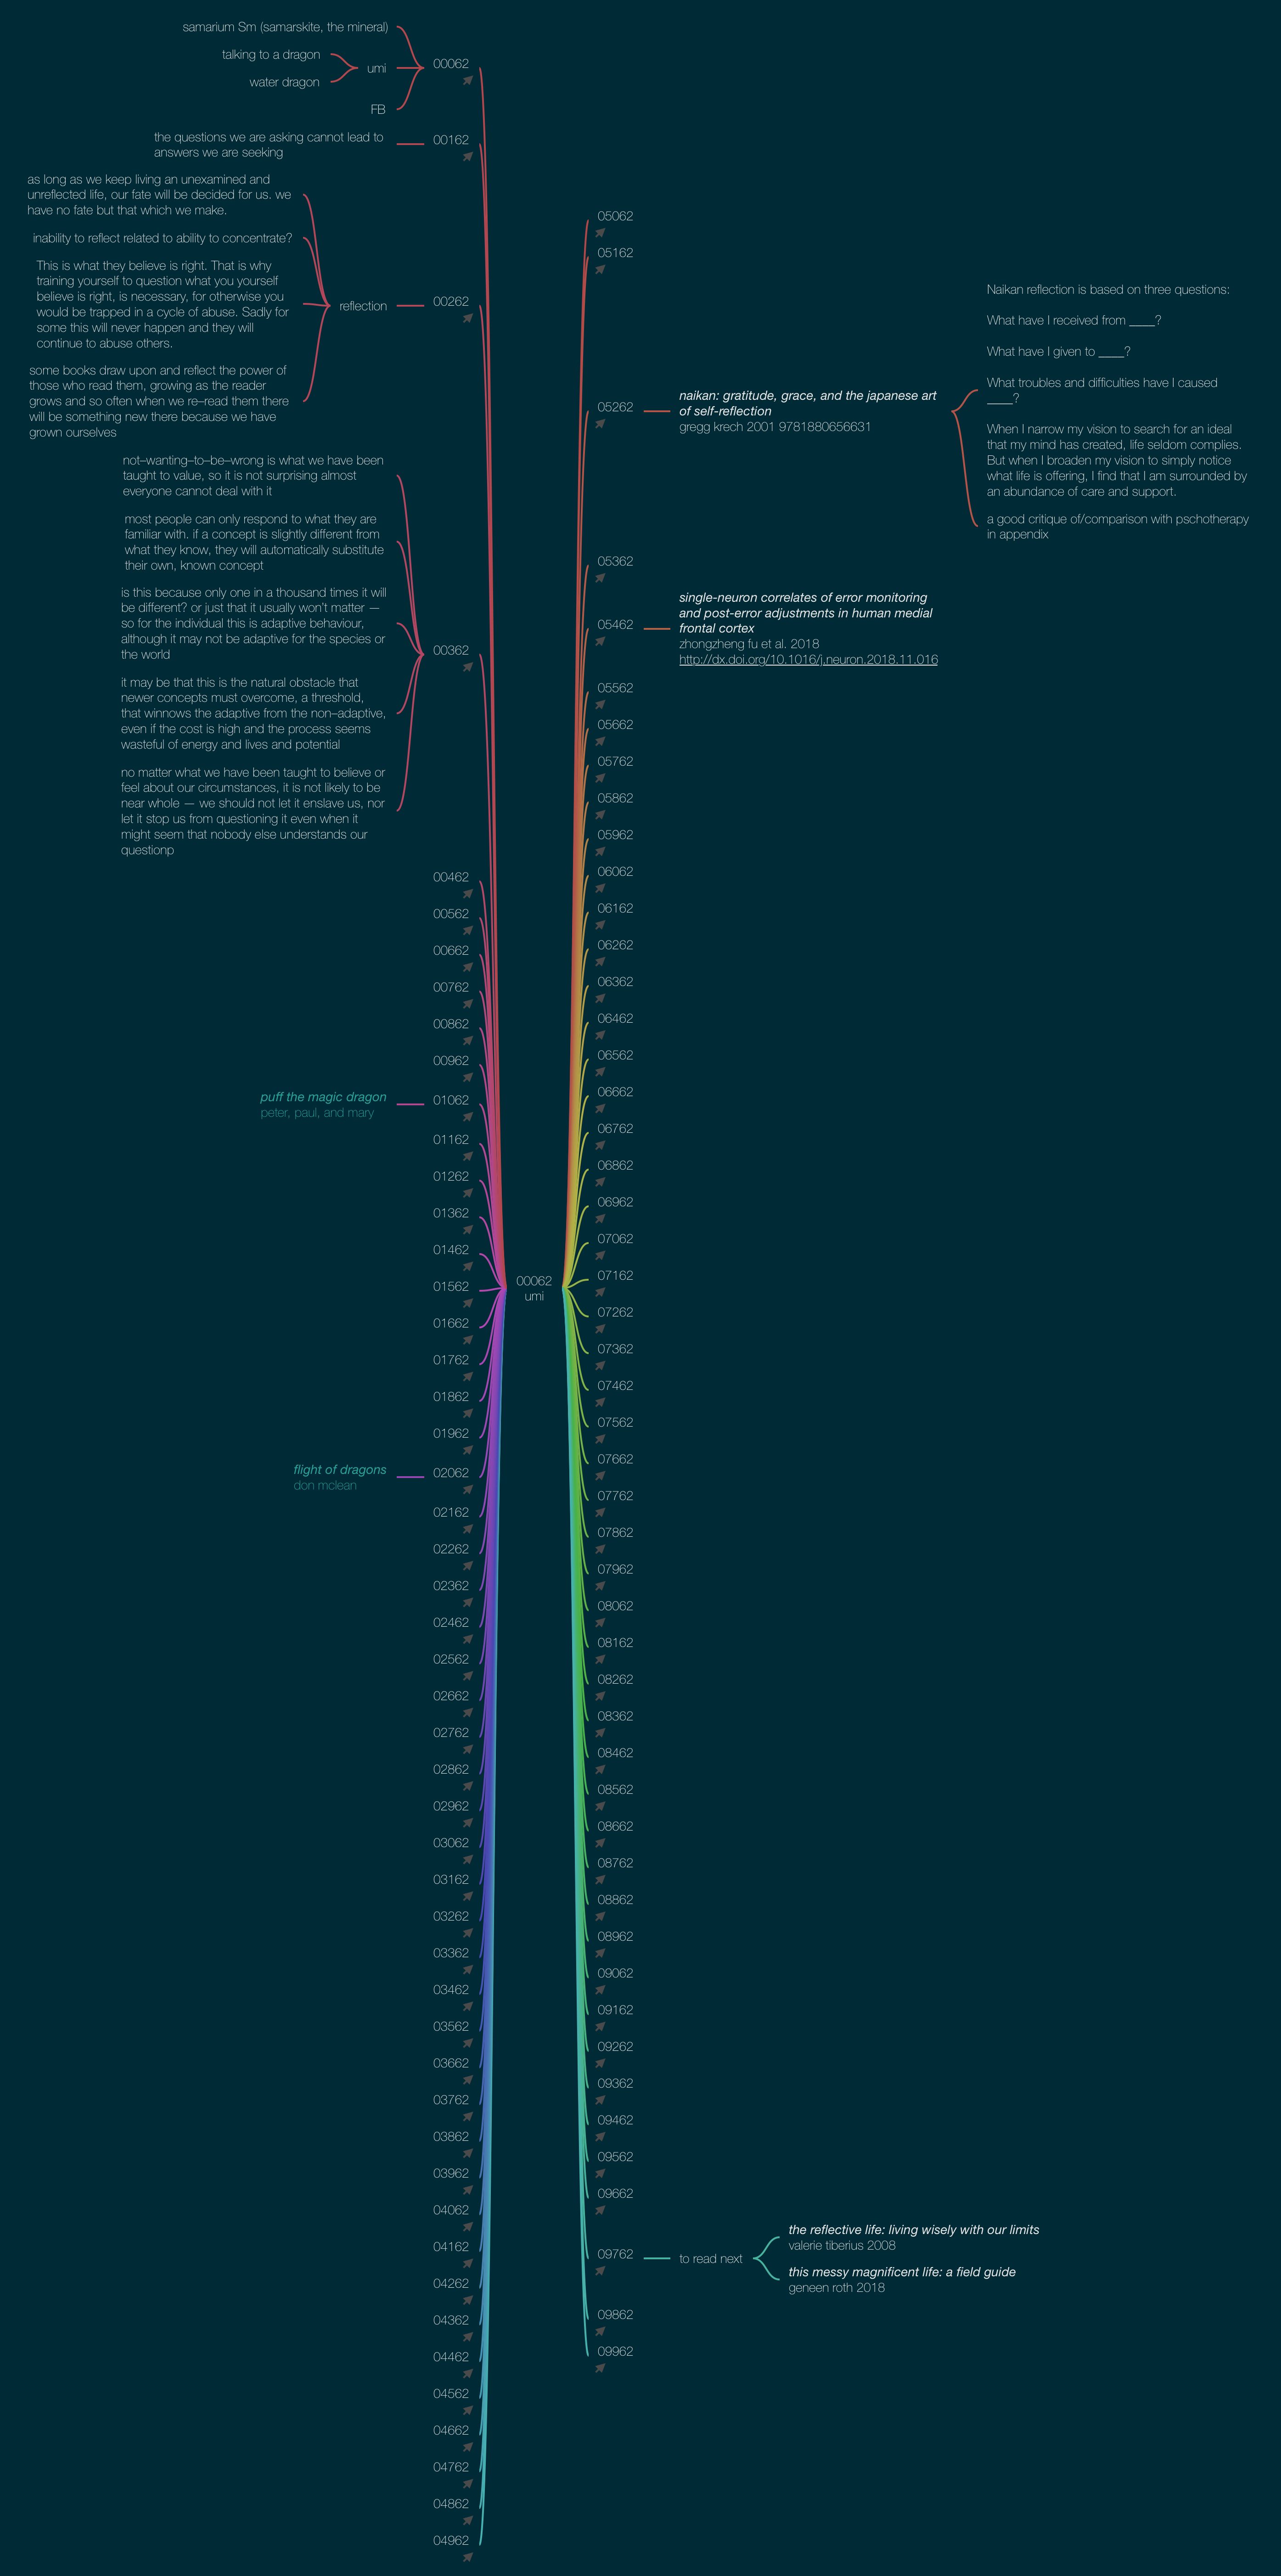 samarium Sm (samarskite, the mineral)
talking to a dragon
water dragon
umi
FB
00062
the questions we are asking cannot lead to
answers we are seeking
00162
as long as we keep living an unexamined and
unreflected life, our fate will be decided for us. we
have no fate but that which we make.
inability to reflect related to ability to concentrate?
This is what they believe is right. That is why
training yourself to question what you yourself
believe is right, is necessary, for otherwise you
would be trapped in a cycle of abuse. Sadly for
some this will never happen and they will
continue to abuse others.
some books draw upon and reflect the power of
those who read them, growing as the reader
grows and so often when we re–read them there
will be something new there because we have
grown ourselves
reflection
00262
not–wanting–to–be–wrong is what we have been
taught to value, so it is not surprising almost
everyone cannot deal with it
most people can only respond to what they are
familiar with. if a concept is slightly different from
what they know, they will automatically substitute
their own, known concept
is this because only one in a thousand times it will
be different? or just that it usually won't matter —
so for the individual this is adaptive behaviour,
although it may not be adaptive for the species or
the world
it may be that this is the natural obstacle that
newer concepts must overcome, a threshold,
that winnows the adaptive from the non–adaptive,
even if the cost is high and the process seems
wasteful of energy and lives and potential
no matter what we have been taught to believe or
feel about our circumstances, it is not likely to be
near whole — we should not let it enslave us, nor
let it stop us from questioning it even when it
might seem that nobody else understands our
questionp
00362
00462
00562
00662
00762
00862
00962
puff the magic dragon
peter, paul, and mary
01062
01162
01262
01362
01462
01562
01662
01762
01862
01962
flight of dragons
don mclean
02062
02162
02262
02362
02462
02562
02662
02762
02862
02962
03062
03162
03262
03362
03462
03562
03662
03762
03862
03962
04062
04162
04262
04362
04462
04562
04662
04762
04862
04962
00062
umi
05062
05162
05262
naikan: gratitude, grace, and the japanese art
of self-reflection
gregg krech 2001 9781880656631
Naikan reflection is based on three questions:
What have I received from ____?
What have I given to ____?
What troubles and difficulties have I caused
____?
When I narrow my vision to search for an ideal
that my mind has created, life seldom complies.
But when I broaden my vision to simply notice
what life is offering, I find that I am surrounded by
an abundance of care and support.
a good critique of/comparison with pschotherapy
in appendix
05362
05462
single-neuron correlates of error monitoring
and post-error adjustments in human medial
frontal cortex
zhongzheng fu et al. 2018
http://dx.doi.org/10.1016/j.neuron.2018.11.016
05562
05662
05762
05862
05962
06062
06162
06262
06362
06462
06562
06662
06762
06862
06962
07062
07162
07262
07362
07462
07562
07662
07762
07862
07962
08062
08162
08262
08362
08462
08562
08662
08762
08862
08962
09062
09162
09262
09362
09462
09562
09662
09762
to read next
the reflective life: living wisely with our limits
valerie tiberius 2008
this messy magnificent life: a field guide
geneen roth 2018
09862
09962